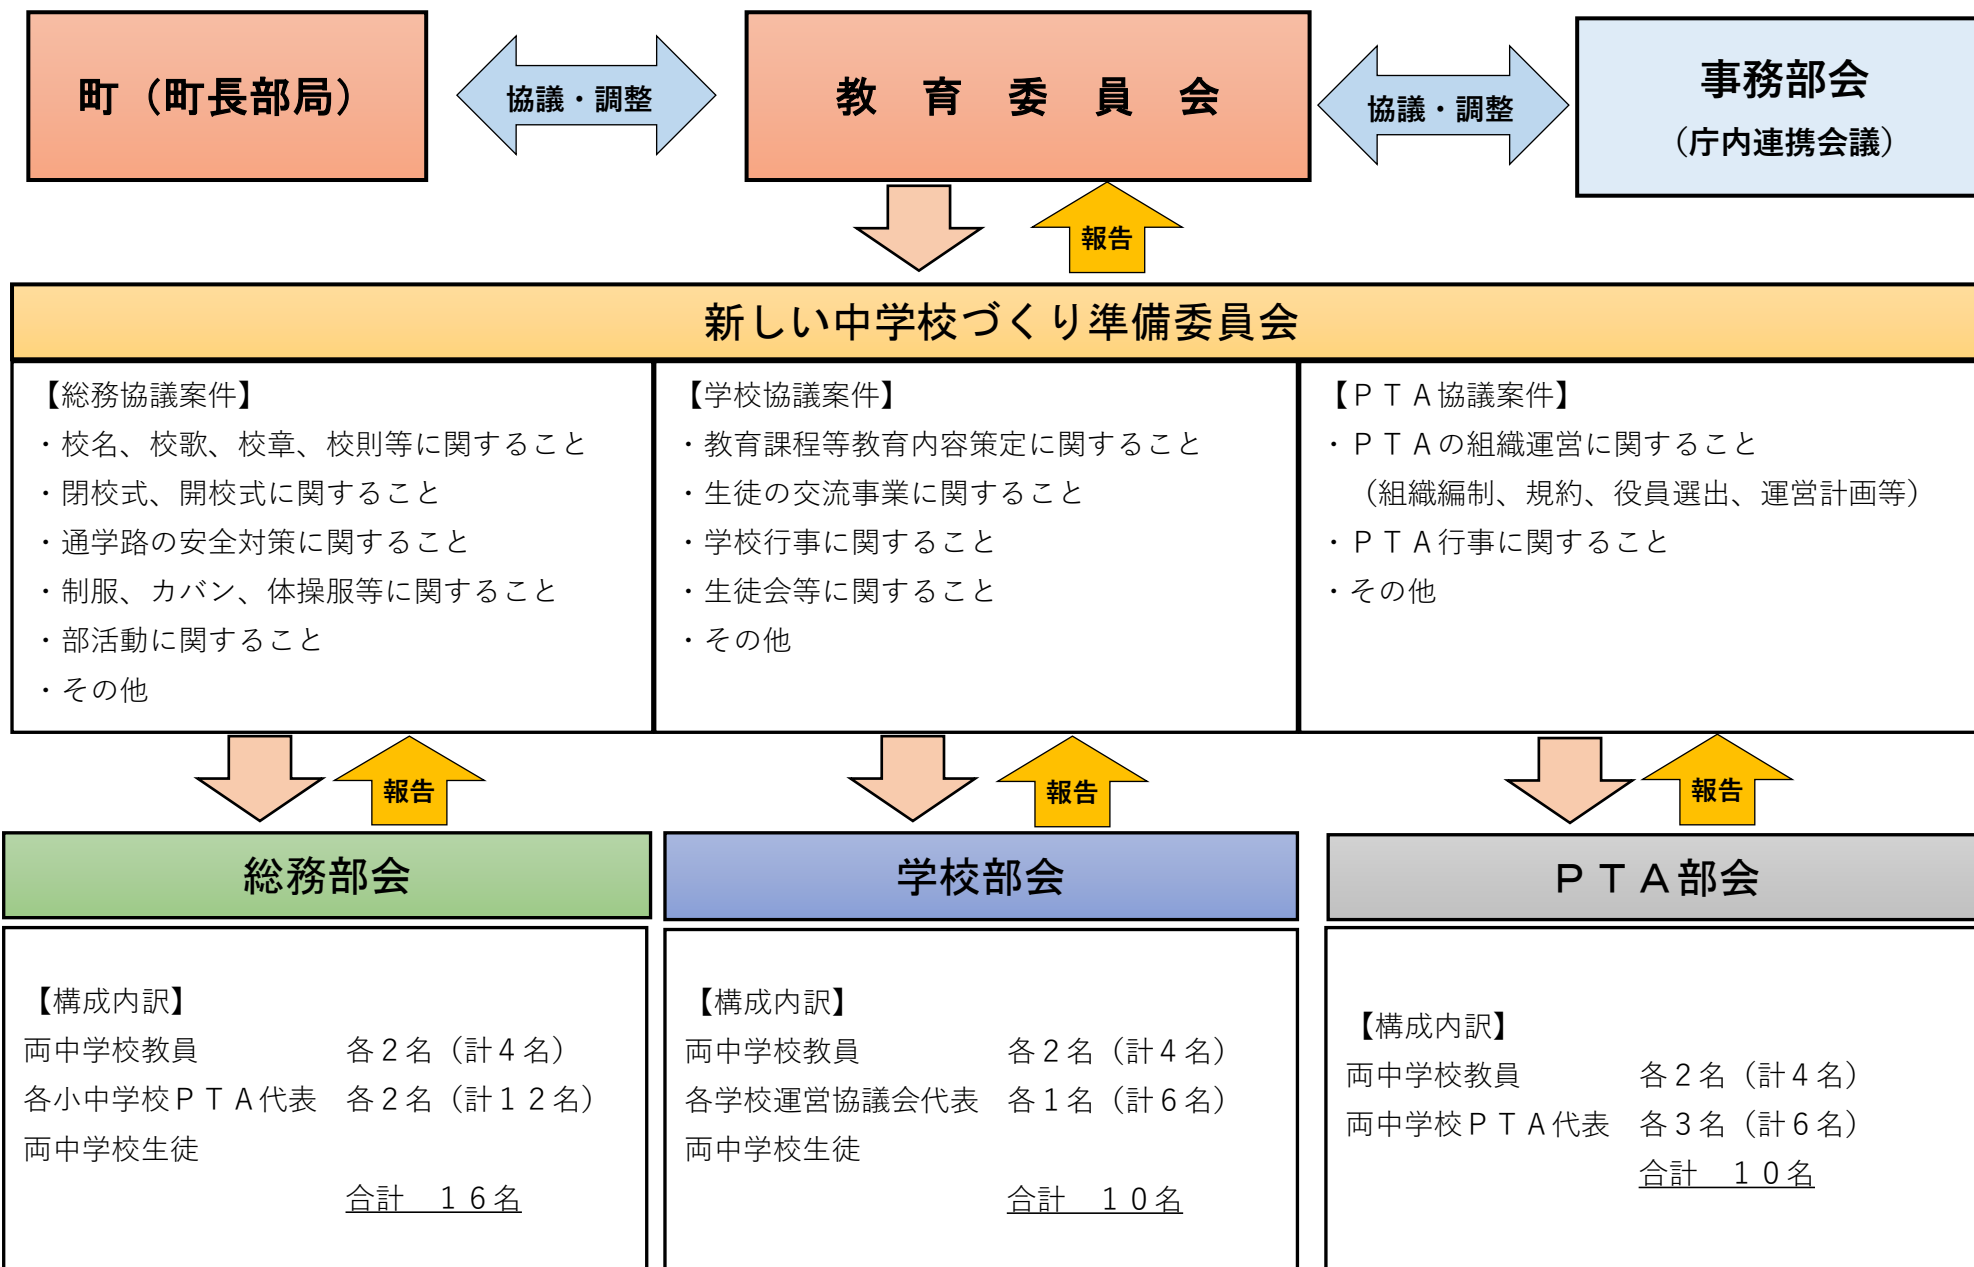 町（町長部局）
協議・調整
教　育　委　員　会
協議・調整
事務部会
（庁内連携会議）
報告
新しい中学校づくり準備委員会
【総務協議案件】
・校名、校歌、校章、校則等に関すること
・閉校式、開校式に関すること
・通学路の安全対策に関すること
・制服、カバン、体操服等に関すること
・部活動に関すること
・その他
【学校協議案件】
・教育課程等教育内容策定に関すること
・生徒の交流事業に関すること
・学校行事に関すること
・生徒会等に関すること
・その他
【ＰＴＡ協議案件】
・ＰＴＡの組織運営に関すること
（組織編制、規約、役員選出、運営計画等）
・ＰＴＡ行事に関すること
・その他
報告
報告
報告
総務部会
【構成内訳】
両中学校教員　各２名（計４名）
各小中学校ＰＴＡ代表　各２名（計１２名）
両中学校生徒
合計　１６名
学校部会
【構成内訳】
両中学校教員　各２名（計４名）
各学校運営協議会代表　各１名（計６名）
両中学校生徒
合計　１０名
ＰＴＡ部会
【構成内訳】
両中学校教員　各２名（計４名）
両中学校ＰＴＡ代表　各３名（計６名）
合計　１０名